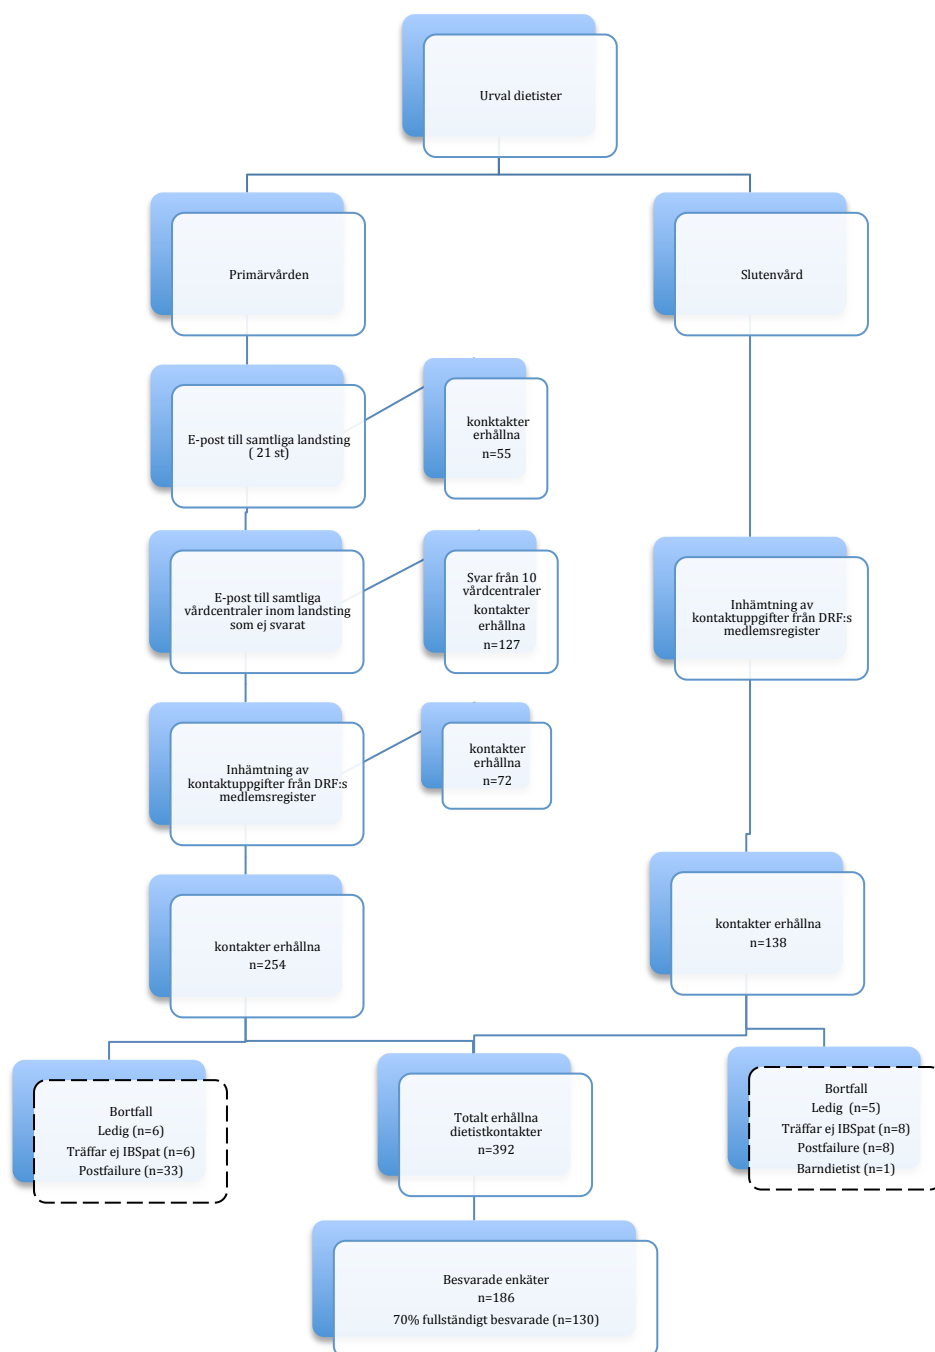 Urval dietister
Primärvården
Slutenvård
E-post till samtliga landsting
( 21 st)
konktakter
erhållna
n=55
E-post till samtliga
vårdcentraler inom landsting
som ej svarat
Svar från 10
vårdcentraler
kontakter
erhållna
n=127
Inhämtning av
kontaktuppgifter från DRF:s
medlemsregister
Inhämtning av
kontaktuppgifter från DRF:s
medlemsregister
kontakter
erhållna
n=72
kontakter erhållna
n=254
kontakter erhållna
n=138
Bortfall
Ledig (n=6)
Träffar ej IBSpat (n=6)
Postfailure (n=33)
Totalt erhållna
dietistkontakter
n=392
Bortfall
Ledig (n=5)
Träffar ej IBSpat (n=8)
Postfailure (n=8)
Barndietist (n=1)
Besvarade enkäter
n=186
70% fullständigt besvarade (n=130)